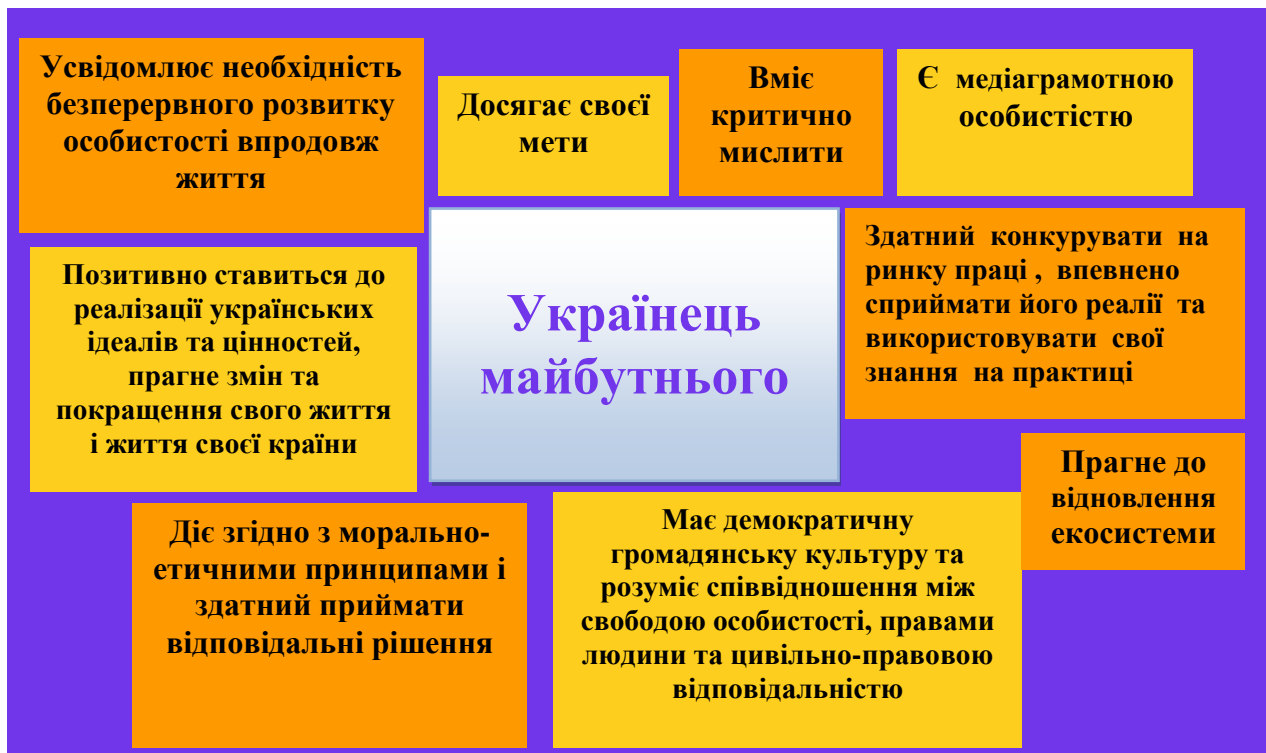 Усвідомлює необхідність
безперервного розвитку
особистості впродовж
життя
Досягає своєї
мети
Вміє
критично
мислити
Є медіаграмотною
особистістю
Позитивно ставиться до
реалізації українських
ідеалів та цінностей,
прагне змін та
покращення свого життя
і життя своєї країни
Українець
майбутнього
Здатний конкурувати на
ринку праці , впевнено
сприймати його реалії та
використовувати свої
знання на практиці
Прагне до
відновлення
екосистеми
Діє згідно з морально-
етичними принципами і
здатний приймати
відповідальні рішення
Має демократичну
громадянську культуру та
розуміє співвідношення між
свободою особистості, правами
людини та цивільно-правовою
відповідальністю